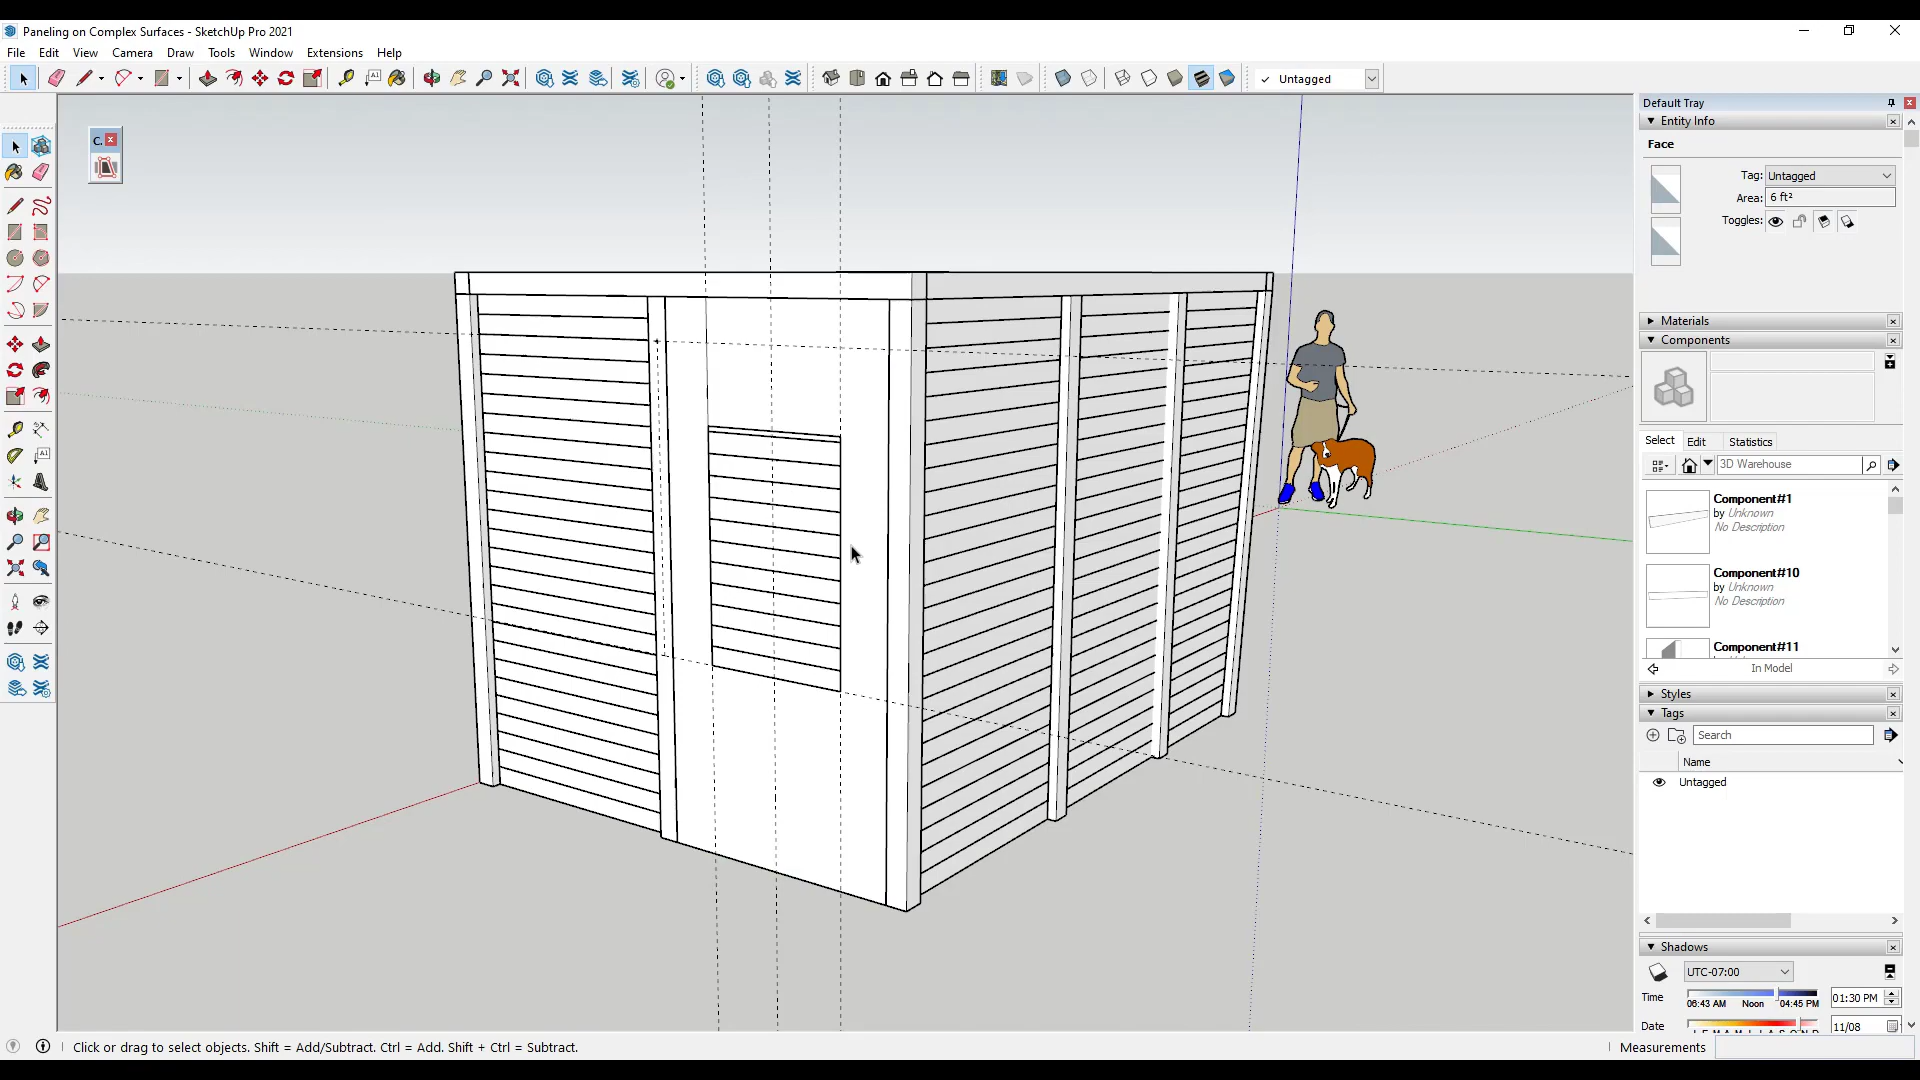 Paneling on Complex Surfaces - SketchUp Pro 2021
File Edit View Camera Draw Tools Window Extensions Help
A1
Untagged
Default Tray
C.
Entity Info
Face
A1
Tag: Untagged
Area: 6 ft²
Toggles:
Materials
Components
Select Edit Statistics
3D Warehouse
Component#1
by Unknown
No Description
Component#10
by Unknown
No Description
Component#11
In Model
Styles
Tags
Search
Name
Untagged
Shadows
UTC-07:00
Time 06:43 AM Noon 04:45 PM 01:30 PM
Date J F M A M J J A S O N D 11/08
Click or drag to select objects. Shift = Add/Subtract. Ctrl = Add. Shift + Ctrl = Subtract.
Measurements